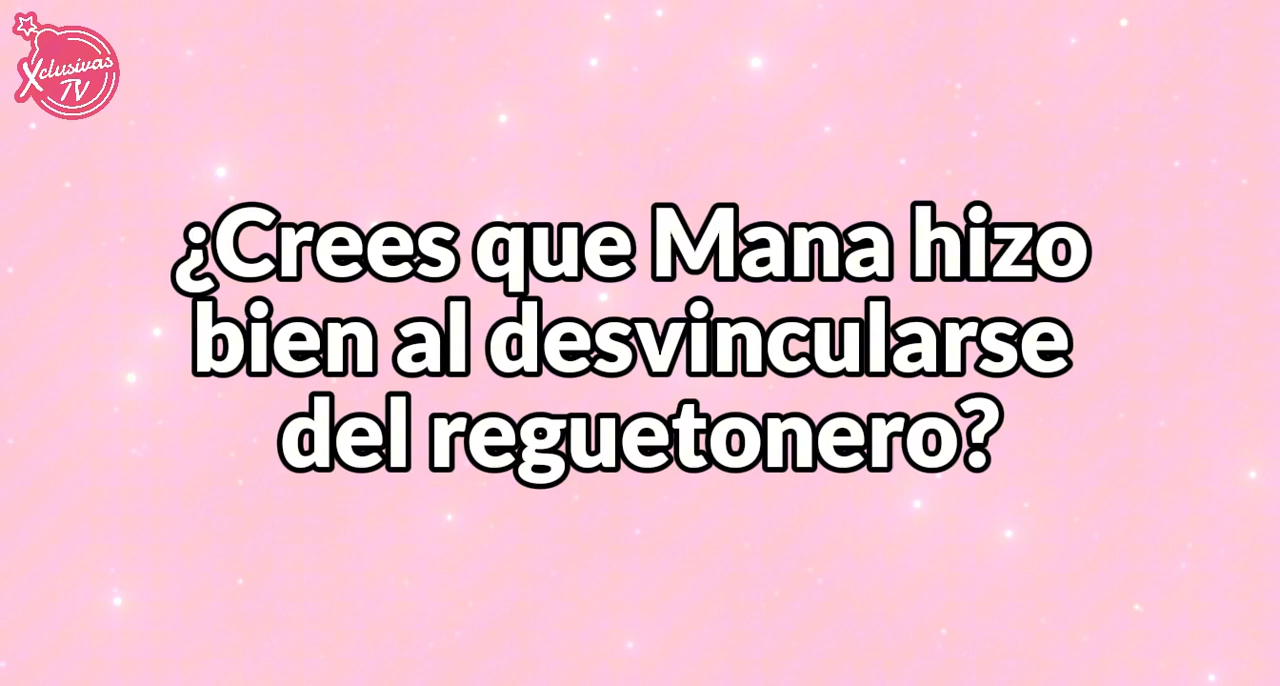 Xclusivas
TV
¿Crees que Mana hizo
bien al desvincularse
del reguetonero?